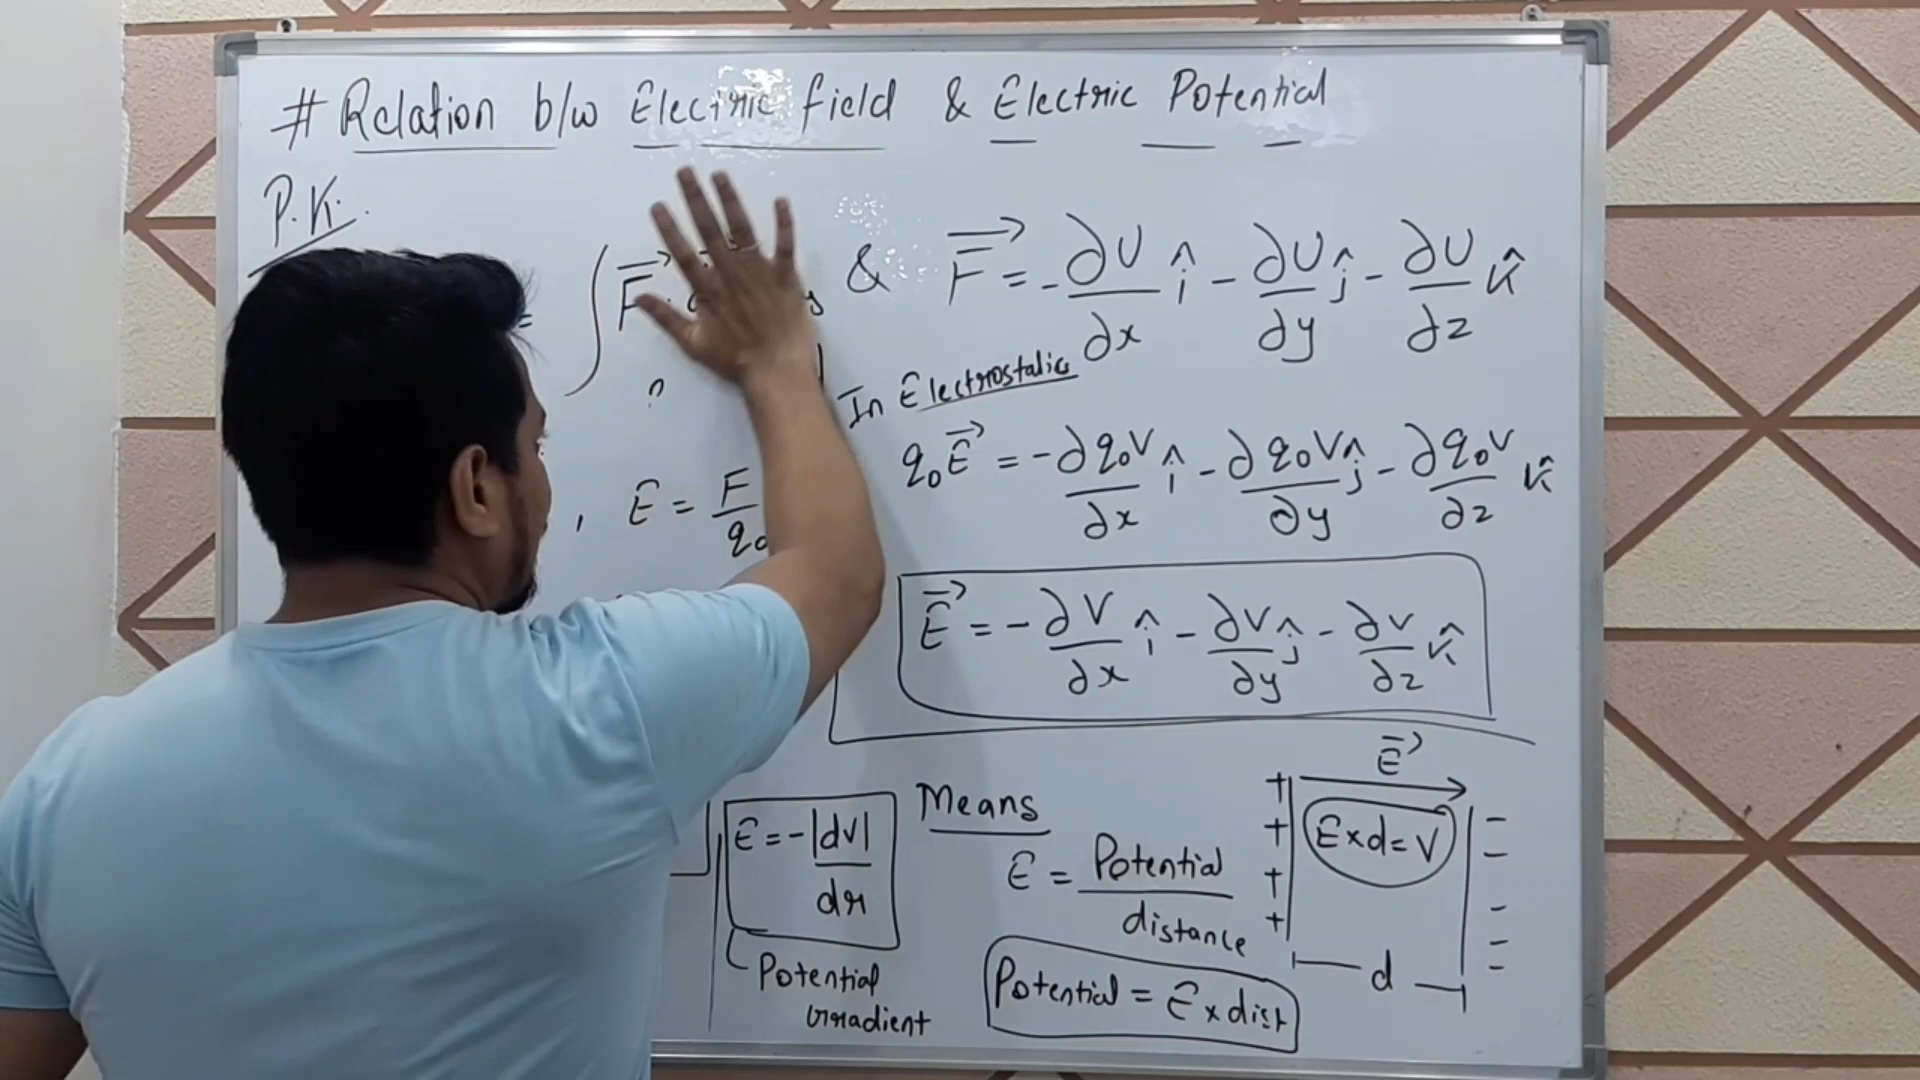 # Relation b/w Electric field & Electric Potential
P.K.
= ∫ F⃗ . & F⃗ = - ∂U/∂x î - ∂U/∂y ĵ - ∂U/∂z k̂
In Electrostatic
q₀E⃗ = - ∂q₀V/∂x î - ∂q₀V/∂y ĵ - ∂q₀V/∂z k̂
, E = F/q₀
E⃗ = - ∂V/∂x î - ∂V/∂y ĵ - ∂V/∂z k̂
E = - |dV|/dr
Potential
Gradient
Means
E = Potential/distance
Potential = E x dist
E⃗
+ + + +
E x d = V
- - - - -
d